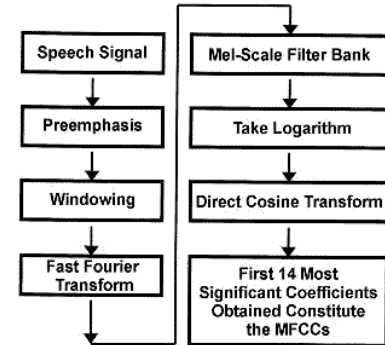 Speech Signal
Preemphasis
Windowing
Fast Fourier
Transform
Mel-Scale Filter Bank
Take Logarithm
Direct Cosine Transform
First 14 Most
Significant Coefficients
Obtained Constitute
the MFCCs